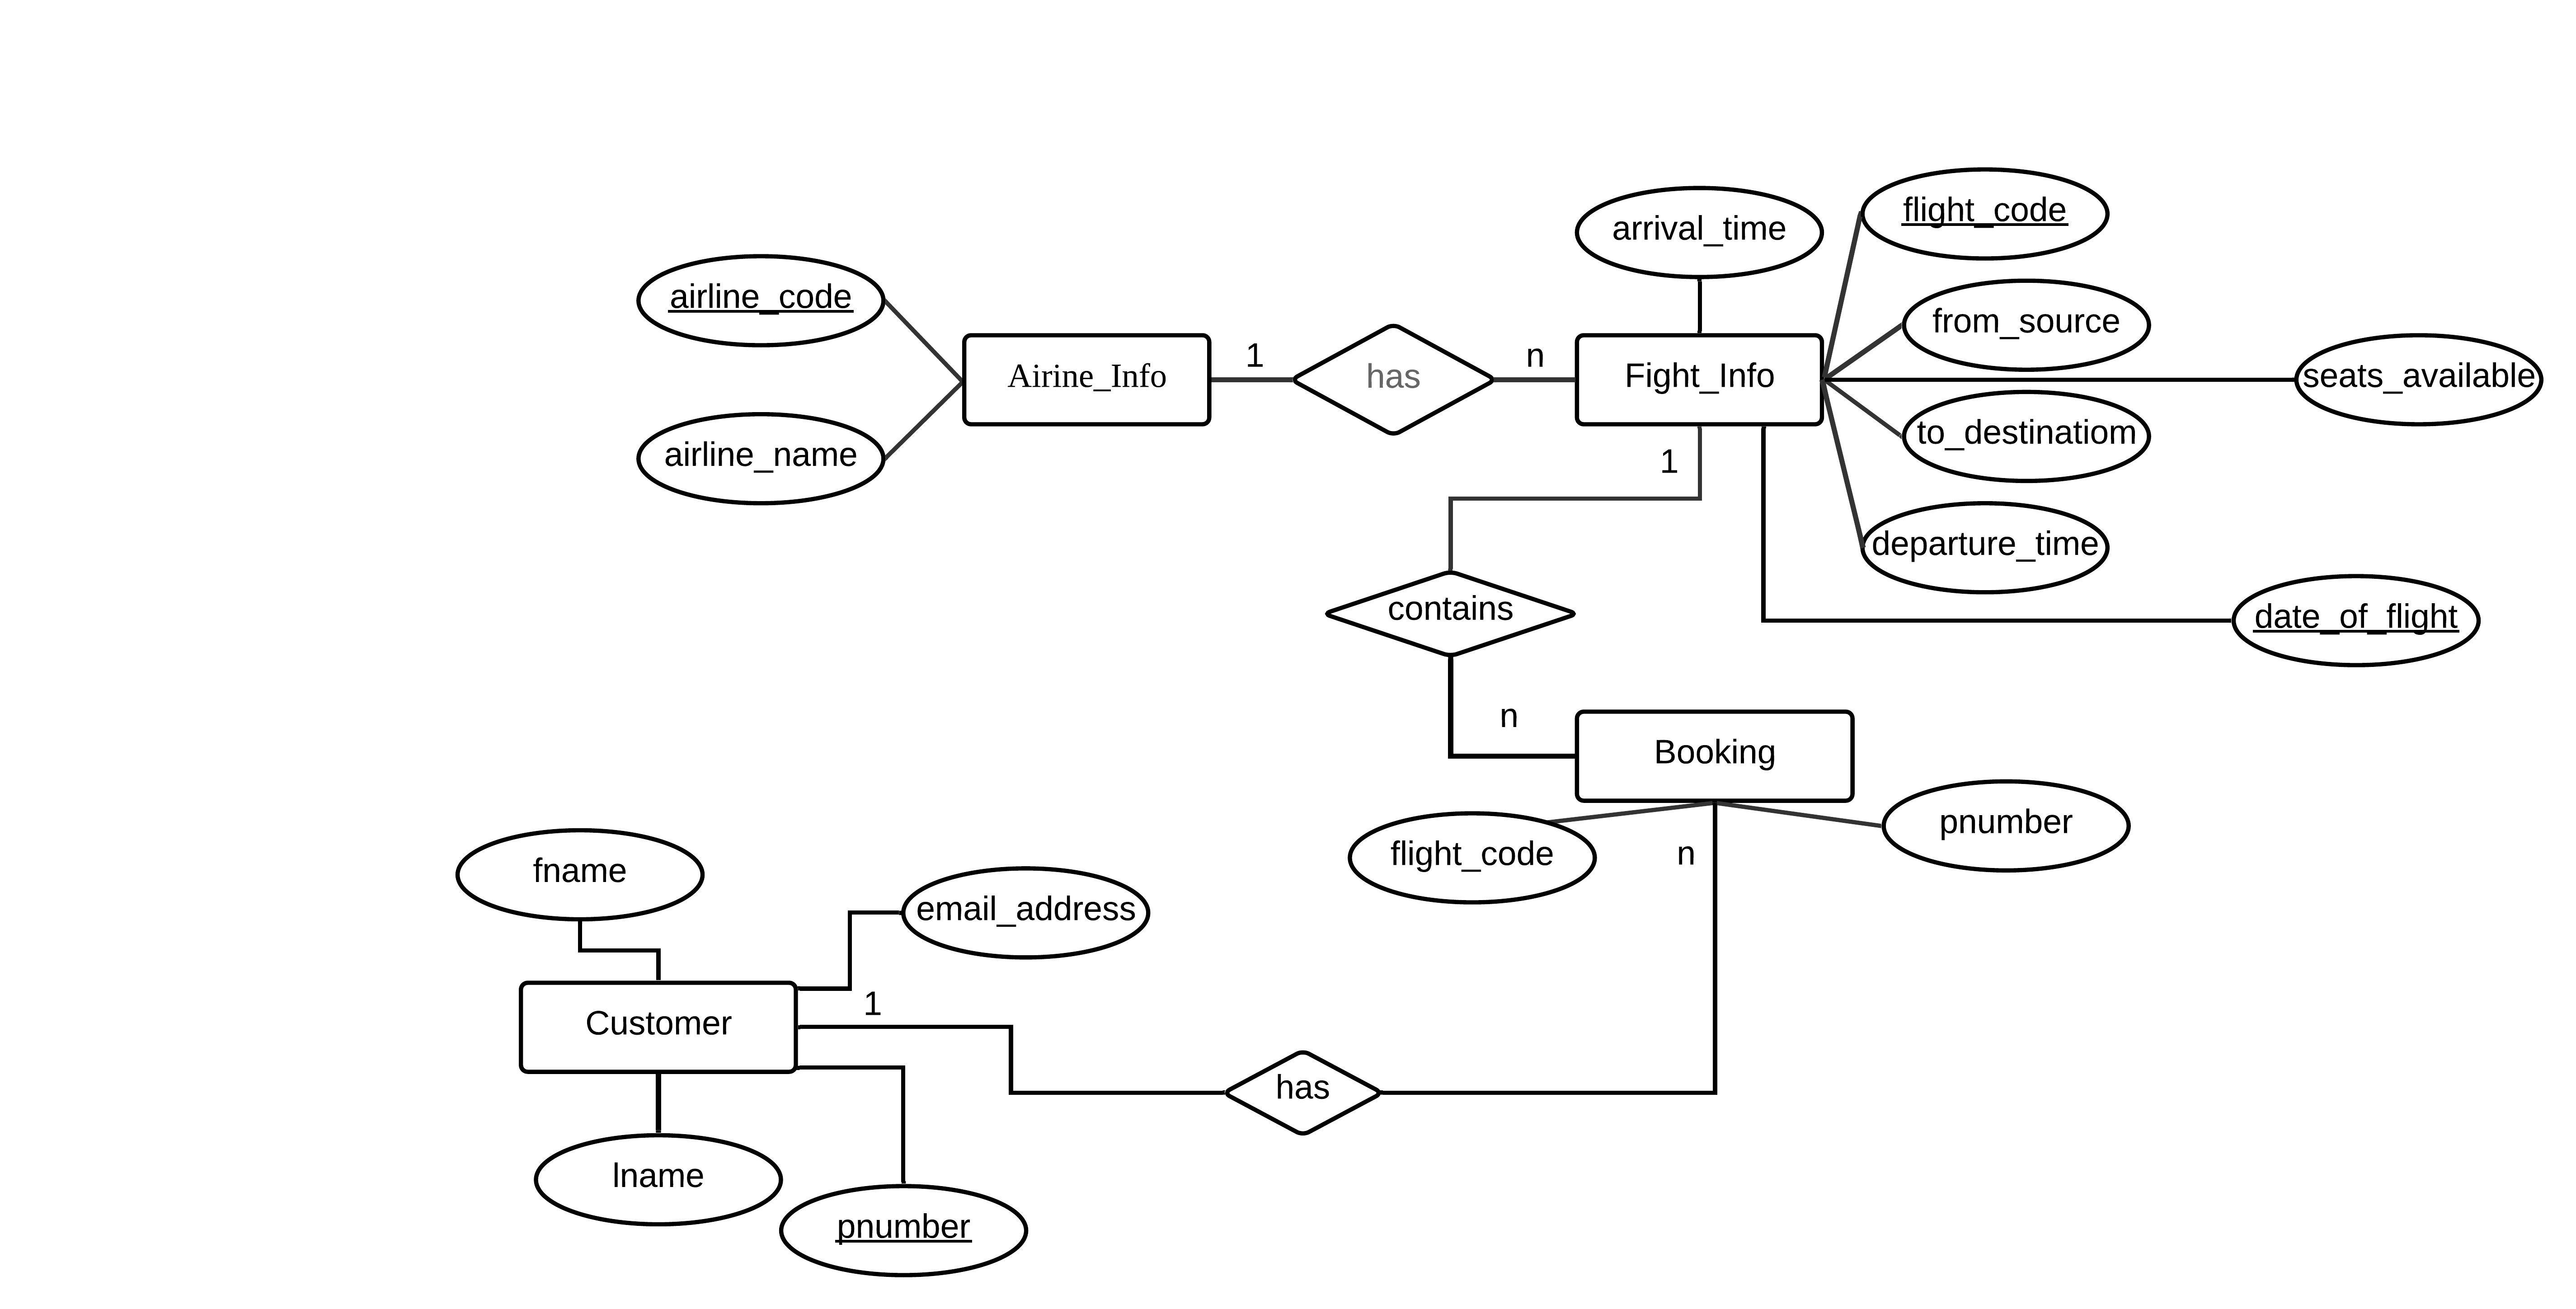 flight_code
arrival_time
airline_code
from_source
1
has
n
Airine_Info
Fight_Info
seats_available
to_destinatiom
airline_name
1
departure_time
contains
date_of_flight
n
Booking
pnumber
flight_code
n
fname
email_address
1
Customer
has
lname
pnumber